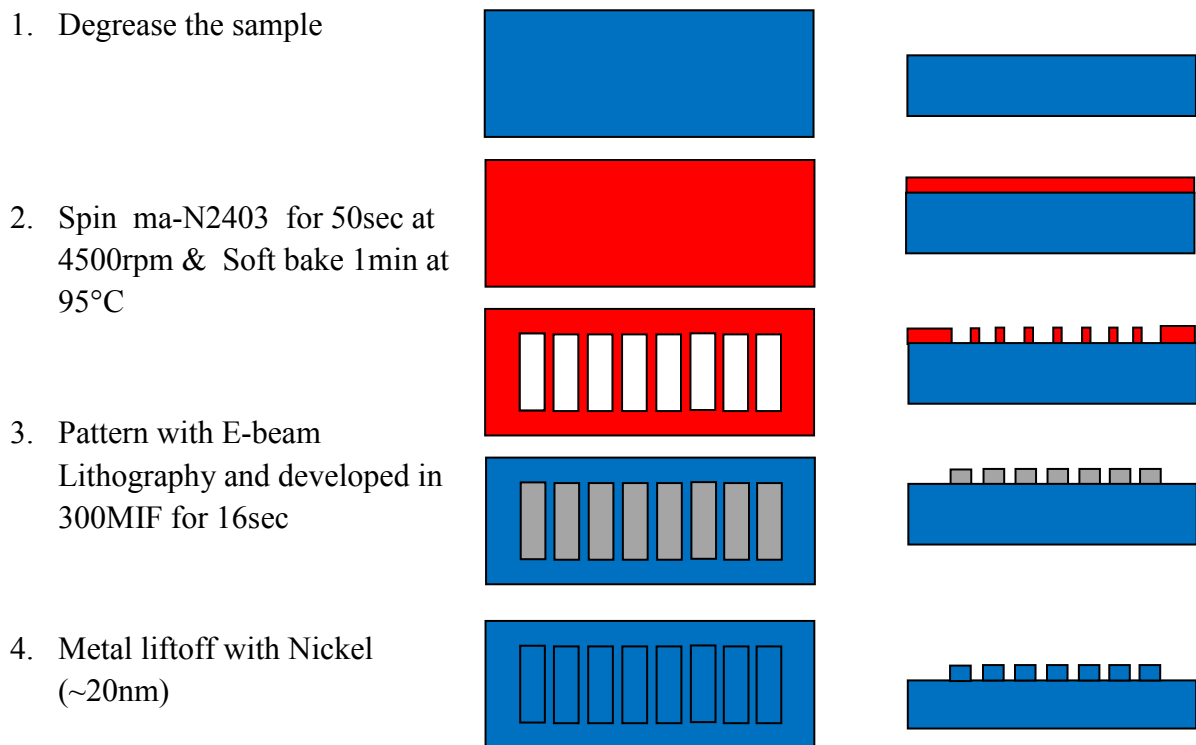 1. Degrease the sample
2. Spin ma-N2403 for 50sec at
4500rpm & Soft bake 1min at
95°C
3. Pattern with E-beam
Lithography and developed in
300MIF for 16sec
4. Metal liftoff with Nickel
(~20nm)